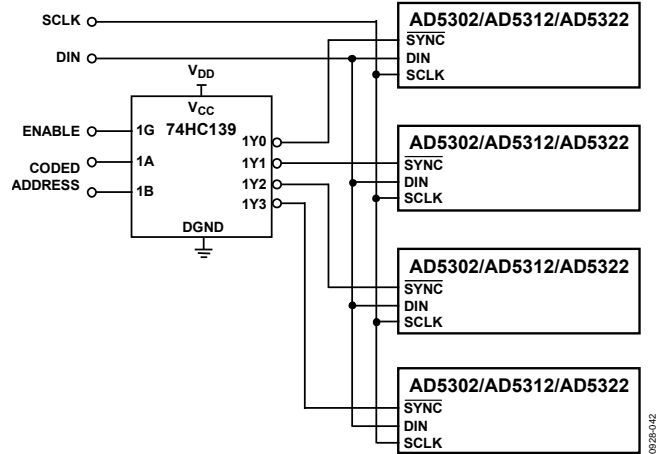 SCLK
DIN
VDD
VCC
74HC139
ENABLE
1G
CODED
ADDRESS
1A
1B
1Y0
1Y1
1Y2
1Y3
DGND
AD5302/AD5312/AD5322
SYNC
DIN
SCLK
AD5302/AD5312/AD5322
SYNC
DIN
SCLK
AD5302/AD5312/AD5322
SYNC
DIN
SCLK
AD5302/AD5312/AD5322
SYNC
DIN
SCLK
0928-042